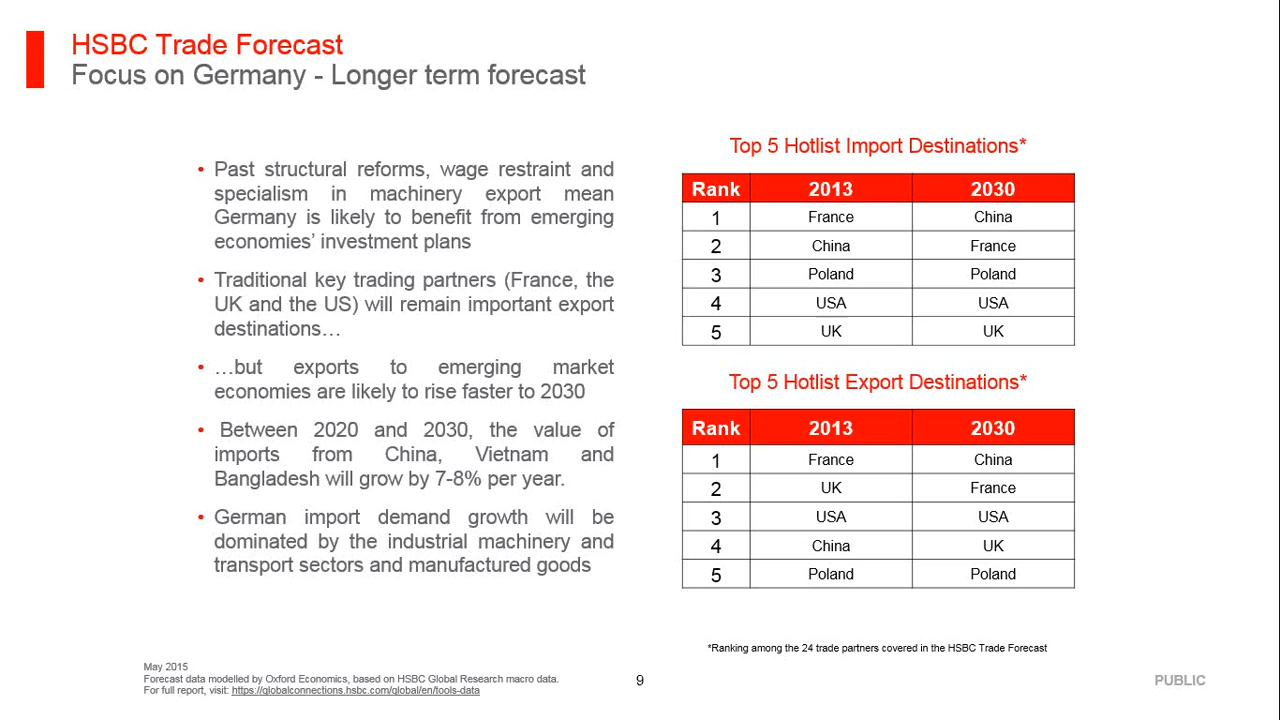 HSBC Trade Forecast
Focus on Germany - Longer term forecast
• Past structural reforms, wage restraint and
specialism in machinery export mean
Germany is likely to benefit from emerging
economies’ investment plans
• Traditional key trading partners (France, the
UK and the US) will remain important export
destinations…
• …but exports to emerging market
economies are likely to rise faster to 2030
• Between 2020 and 2030, the value of
imports from China, Vietnam and
Bangladesh will grow by 7-8% per year.
• German import demand growth will be
dominated by the industrial machinery and
transport sectors and manufactured goods
Top 5 Hotlist Import Destinations*
Rank 2013 2030
1 France China
2 China France
3 Poland Poland
4 USA USA
5 UK UK
Top 5 Hotlist Export Destinations*
Rank 2013 2030
1 France China
2 UK France
3 USA USA
4 China UK
5 Poland Poland
*Ranking among the 24 trade partners covered in the HSBC Trade Forecast
May 2015
Forecast data modelled by Oxford Economics, based on HSBC Global Research macro data.
For full report, visit: https://globalconnections.hsbc.com/global/en/tools-data
9
PUBLIC